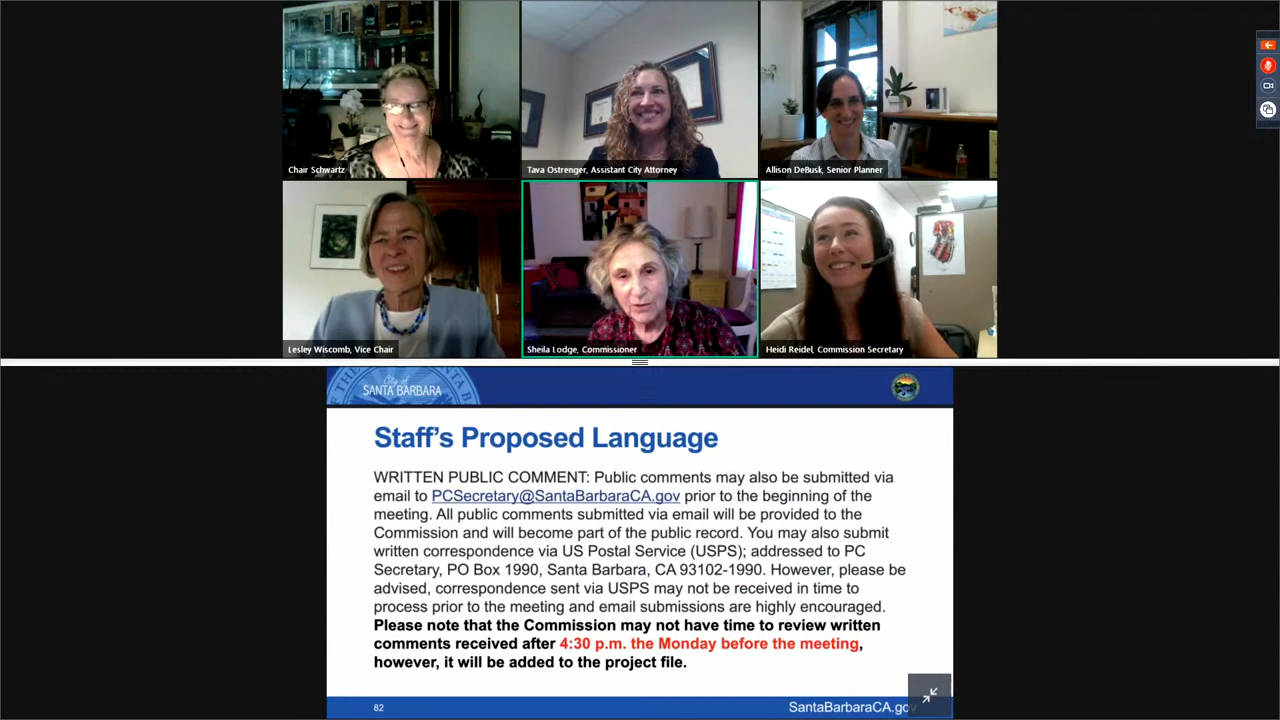 Chair Schwartz
Tava Ostrenger, Assistant City Attorney
Allison DeBusk, Senior Planner
Lesley Wiscomb, Vice Chair
Sheila Lodge, Commissioner
Heidi Reidel, Commission Secretary
City of
SANTA BARBARA
Staff's Proposed Language
WRITTEN PUBLIC COMMENT: Public comments may also be submitted via
email to PCSecretary@SantaBarbaraCA.gov prior to the beginning of the
meeting. All public comments submitted via email will be provided to the
Commission and will become part of the public record. You may also submit
written correspondence via US Postal Service (USPS); addressed to PC
Secretary, PO Box 1990, Santa Barbara, CA 93102-1990. However, please be
advised, correspondence sent via USPS may not be received in time to
process prior to the meeting and email submissions are highly encouraged.
Please note that the Commission may not have time to review written
comments received after 4:30 p.m. the Monday before the meeting,
however, it will be added to the project file.
82
SantaBarbaraCA.gov